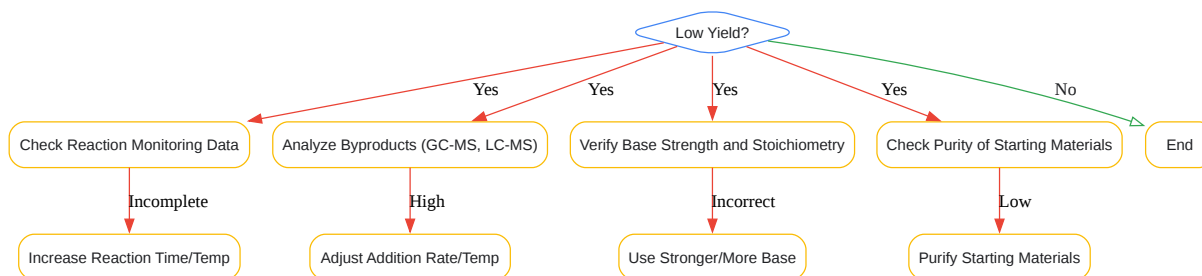 Low Yield?
Yes
Yes
Yes
Yes
No
Check Reaction Monitoring Data
Analyze Byproducts (GC-MS, LC-MS)
Verify Base Strength and Stoichiometry
Check Purity of Starting Materials
End
Incomplete
High
Incorrect
Low
Increase Reaction Time/Temp
Adjust Addition Rate/Temp
Use Stronger/More Base
Purify Starting Materials